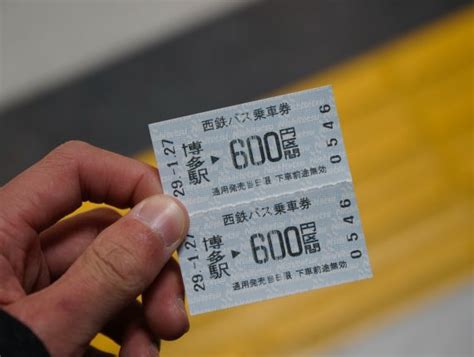 西鉄バス乗車券
29.-1.27
博多駅▶600円区間
0546
通用発売当日限 下車前途無効
西鉄バス乗車券
29.-1.27
博多駅▶600円区間
0546
通用発売当日限 下車前途無効